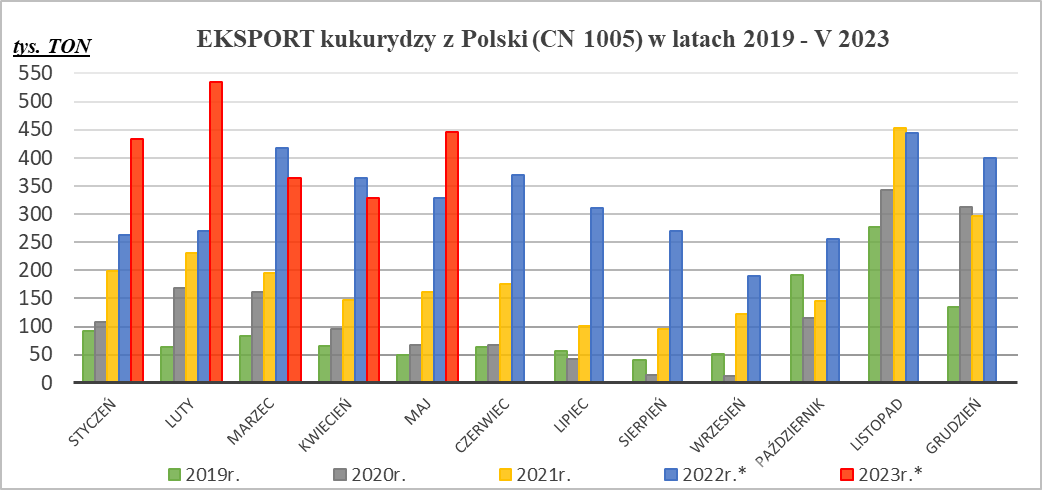 EKSPORT kukurydzy z Polski (CN 1005) w latach 2019 - V 2023
tys. TON
550
500
450
400
350
300
250
200
150
100
50
0
STYCZEŃ
LUTY
MARZEC
KWIECIEŃ
MAJ
CZERWIEC
LIPIEC
SIERPIEŃ
WRZESIEŃ
PAŹDZIERNIK
LISTOPAD
GRUDZIEŃ
2019r. 2020r. 2021r. 2022r.* 2023r.*